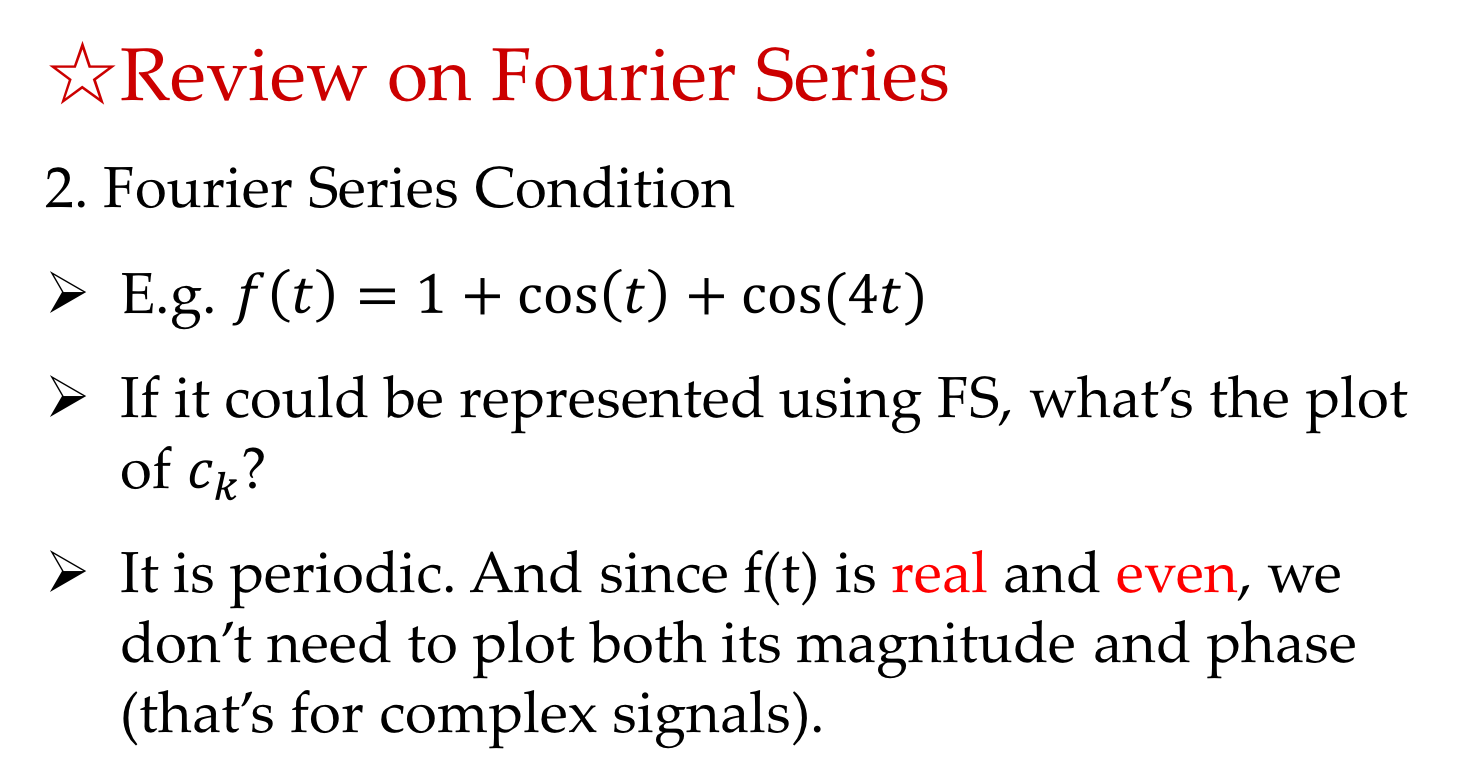 ☆Review on Fourier Series
2. Fourier Series Condition
➢ E.g. f(t) = 1 + cos(t) + cos(4t)
➢ If it could be represented using FS, what’s the plot
of cₖ?
➢ It is periodic. And since f(t) is real and even, we
don’t need to plot both its magnitude and phase
(that’s for complex signals).